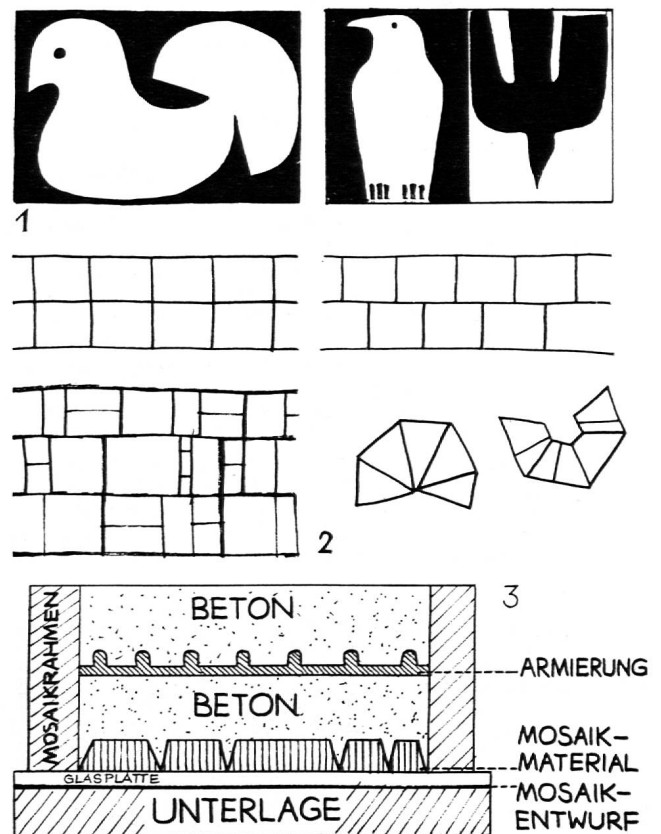 1
2
3
MOSAIKRAHMEN
BETON
ARMIERUNG
BETON
MOSAIK-
MATERIAL
GLASPLATTE
MOSAIK-
ENTWURF
UNTERLAGE